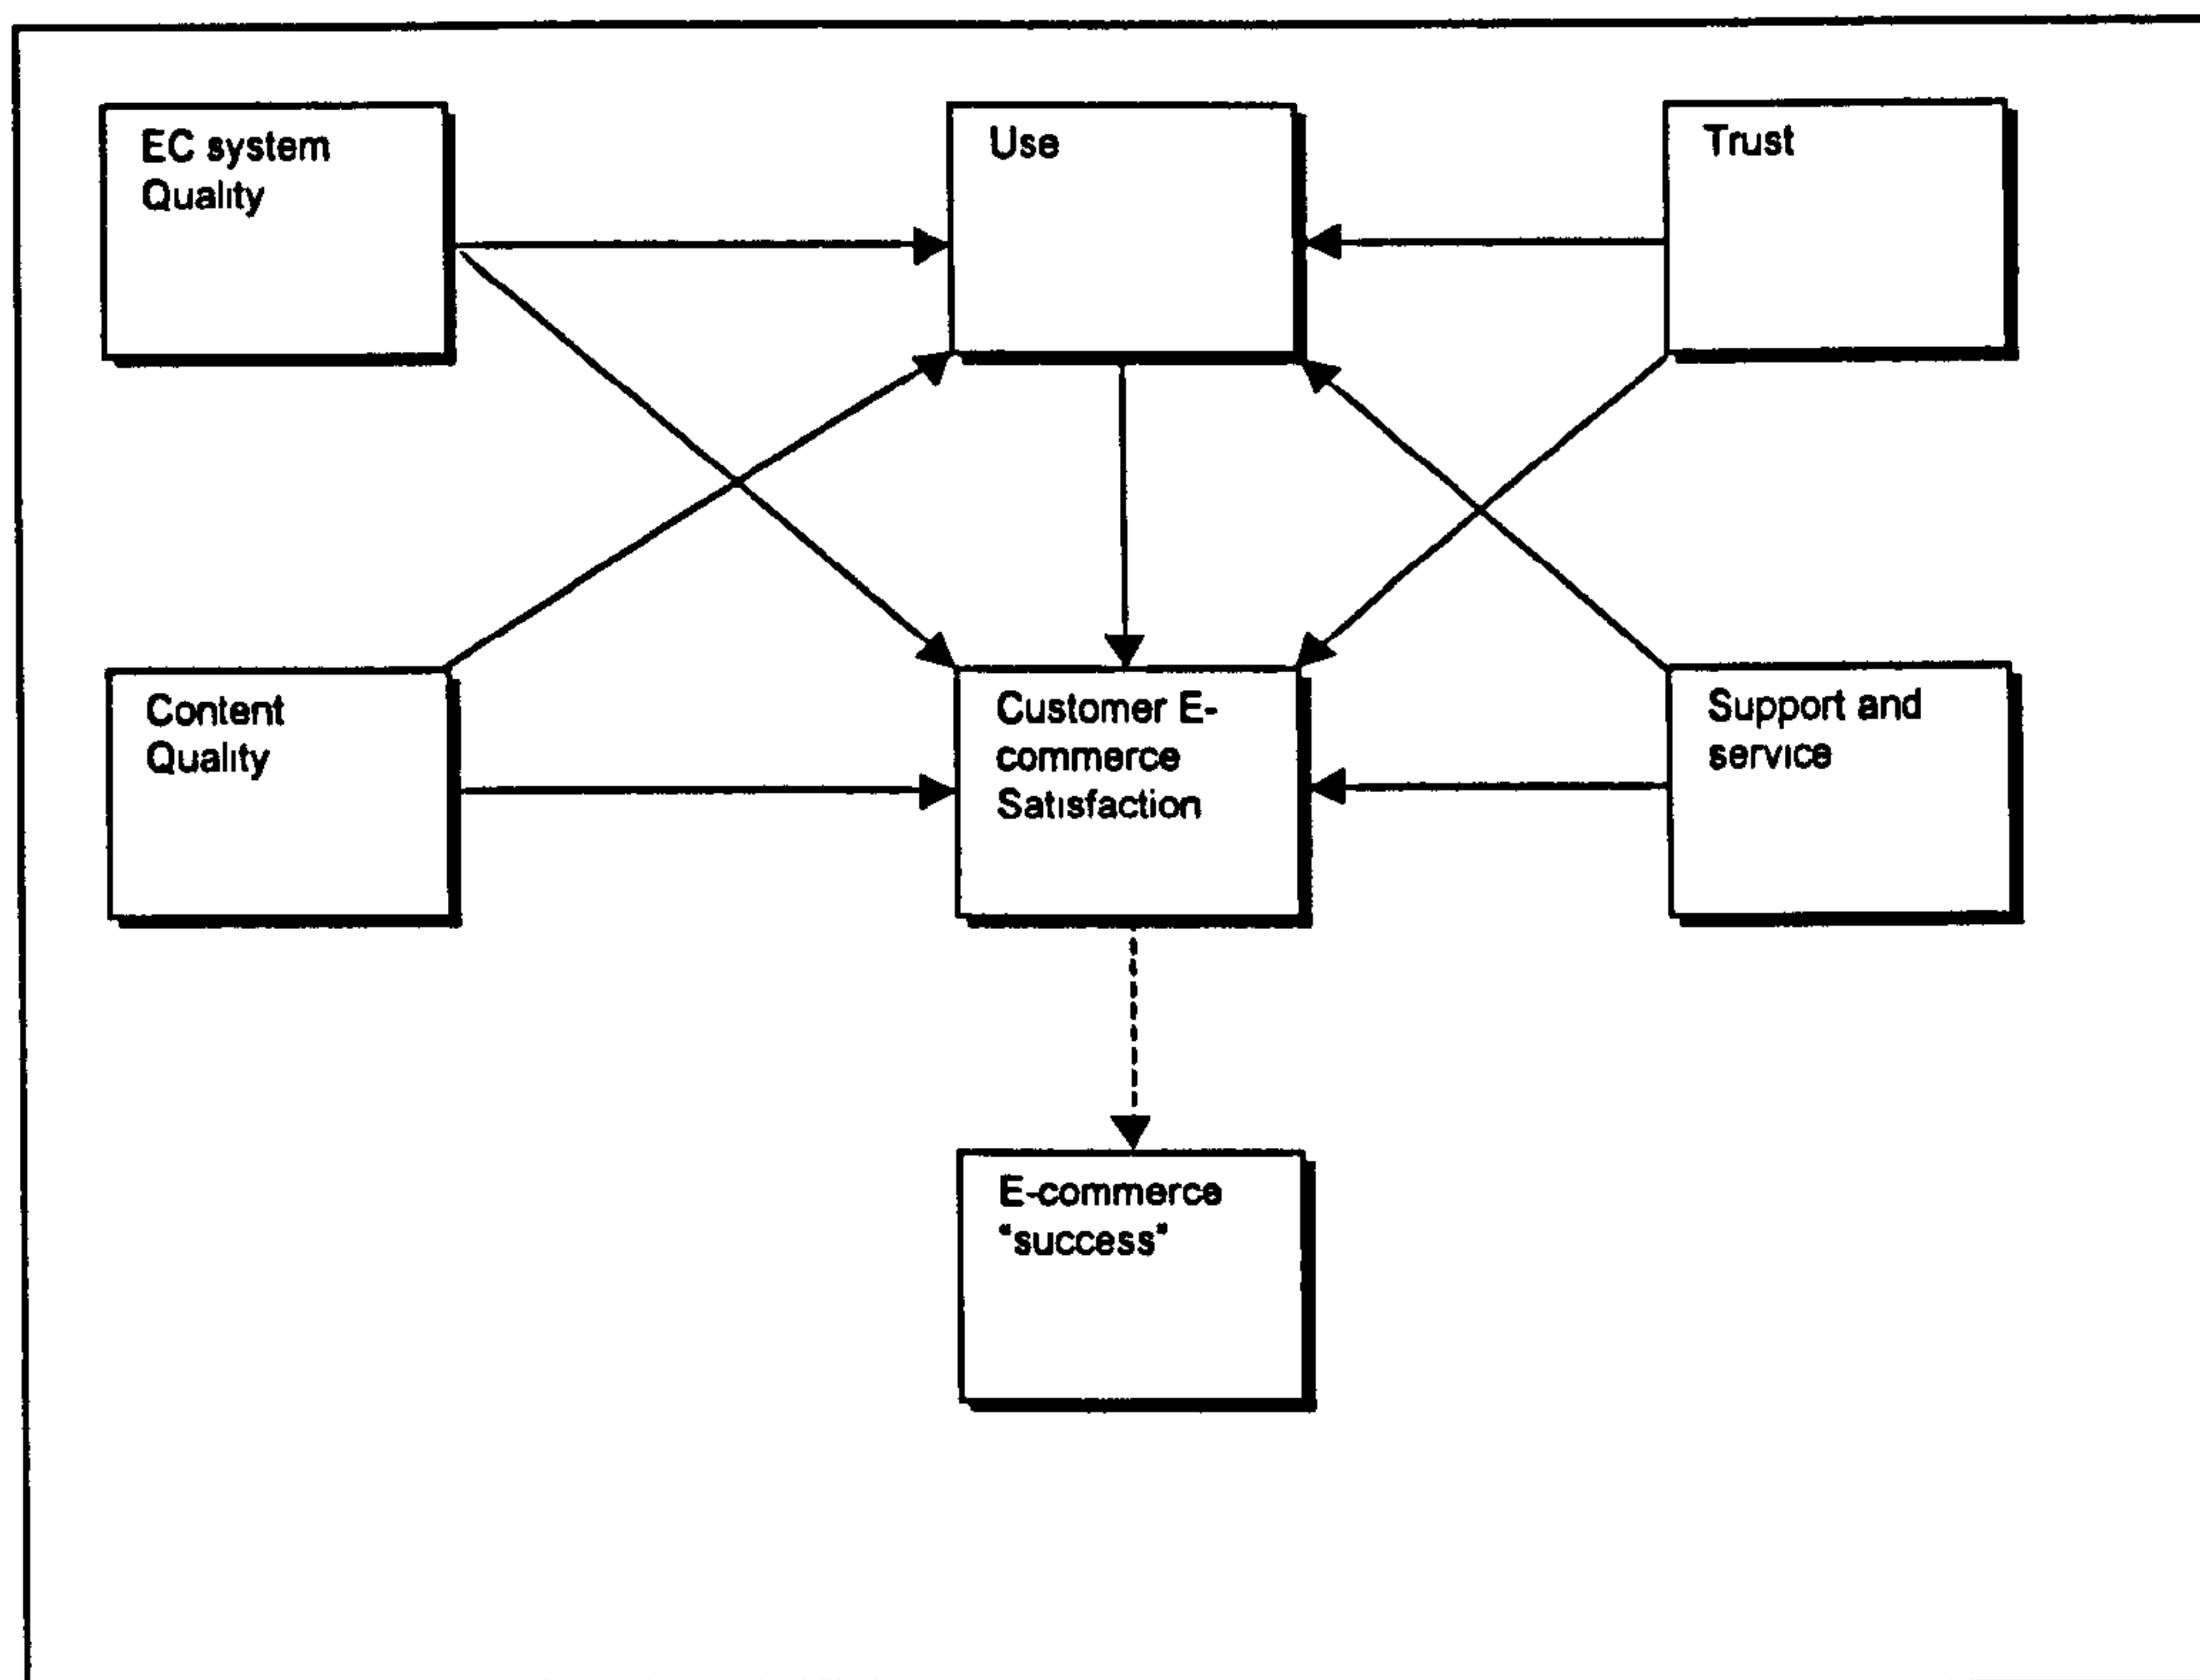 EC system
Quality
Use
Trust
Content
Quality
Customer E-
commerce
Satisfaction
Support and
service
E-commerce
"success"